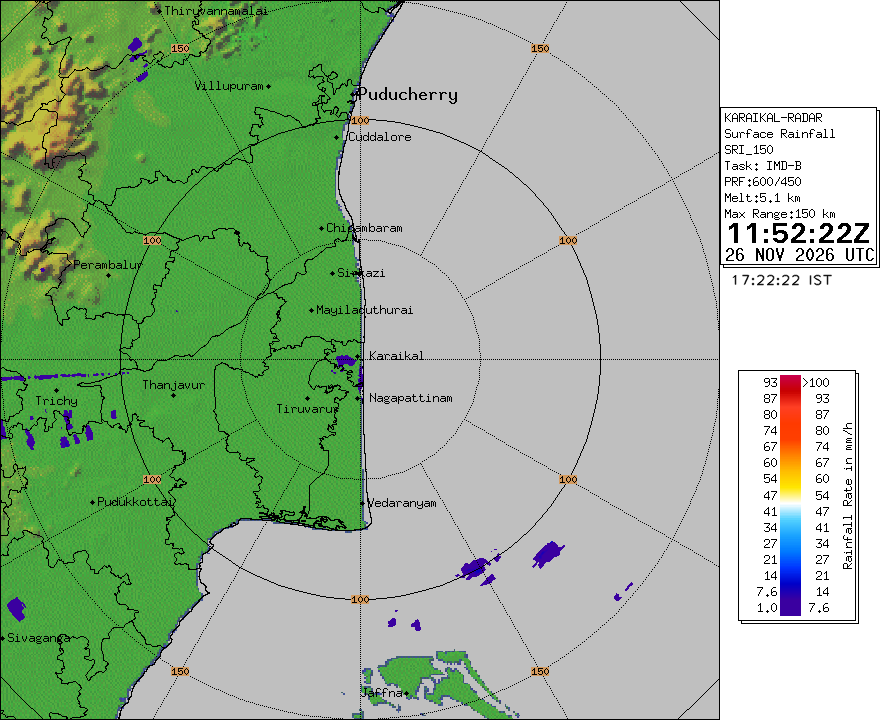 Thiruvannamalai
150
150
Villupuram
Puducherry
100
Cuddalore
KARAIKAL-RADAR
Surface Rainfall
SRI_150
Task: IMD-B
PRF:600/450
Melt:5.1 km
Max Range:150 km
11:52:22Z
26 NOV 2026 UTC
17:22:22 IST
Chidambaram
100
100
Perambalur
Sirkazi
Mayiladuthurai
Karaikal
Thanjavur
Trichy
Tiruvarur
Nagapattinam
100
100
Pudukkottai
Vedaranyam
100
Sivaganga
150
150
Jaffna
93 >100
87 93
80 87
74 80
67 74
60 67
54 60
47 54
41 47
34 41
27 34
21 27
14 21
7.6 14
1.0 7.6
Rainfall Rate in mm/h